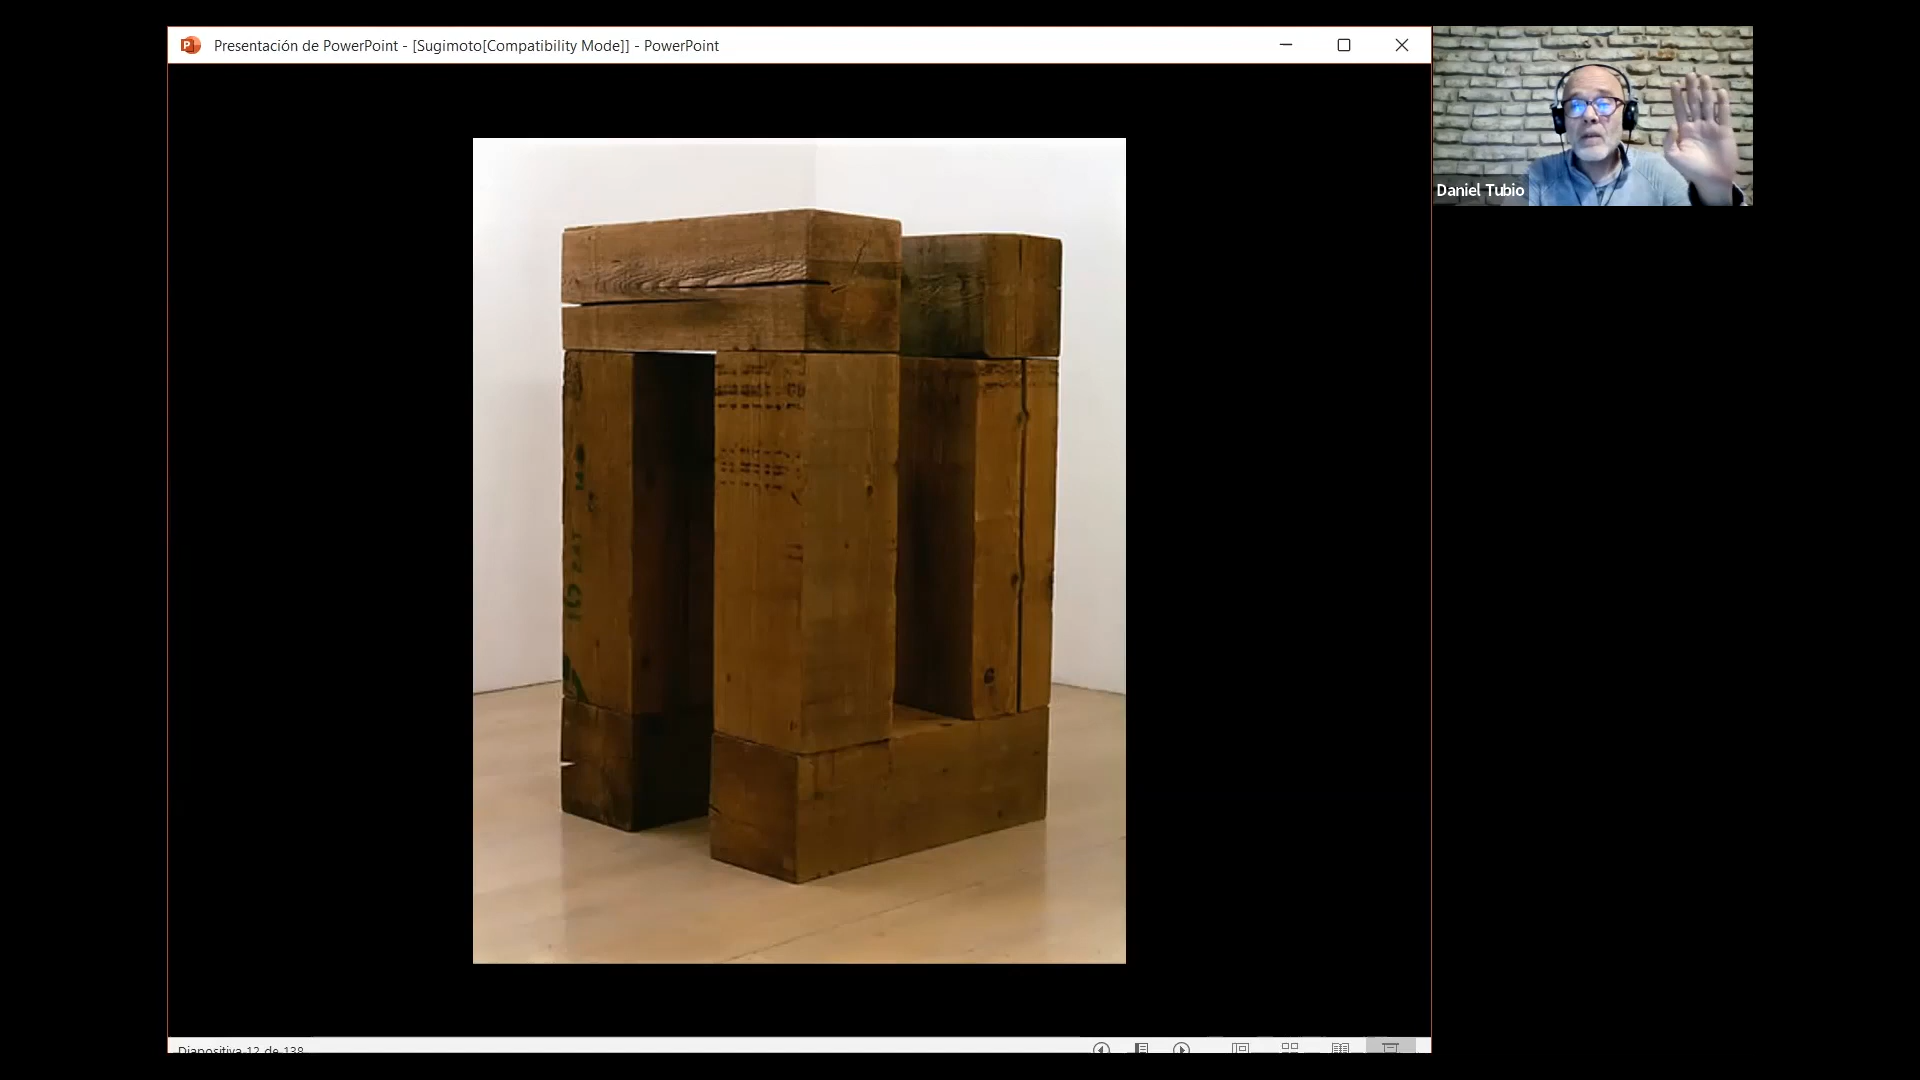 Presentación de PowerPoint - [Sugimoto[Compatibility Mode]] - PowerPoint
Daniel Tubio
Diapositiva 12 de 138